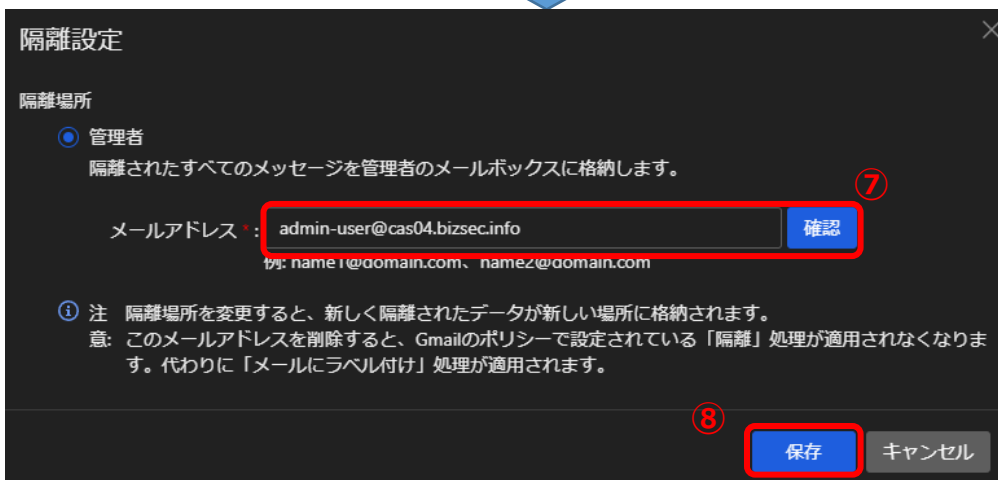 隔離設定
隔離場所
管理者
隔離されたすべてのメッセージを管理者のメールボックスに格納します。
⑦
メールアドレス * : admin-user@cas04.bizsec.info 確認
例: name1@domain.com、name2@domain.com
注意: 隔離場所を変更すると、新しく隔離されたデータが新しい場所に格納されます。
このメールアドレスを削除すると、Gmailのポリシーで設定されている「隔離」処理が適用されなくなりま
す。代わりに「メールにラベル付け」処理が適用されます。
⑧
保存 キャンセル